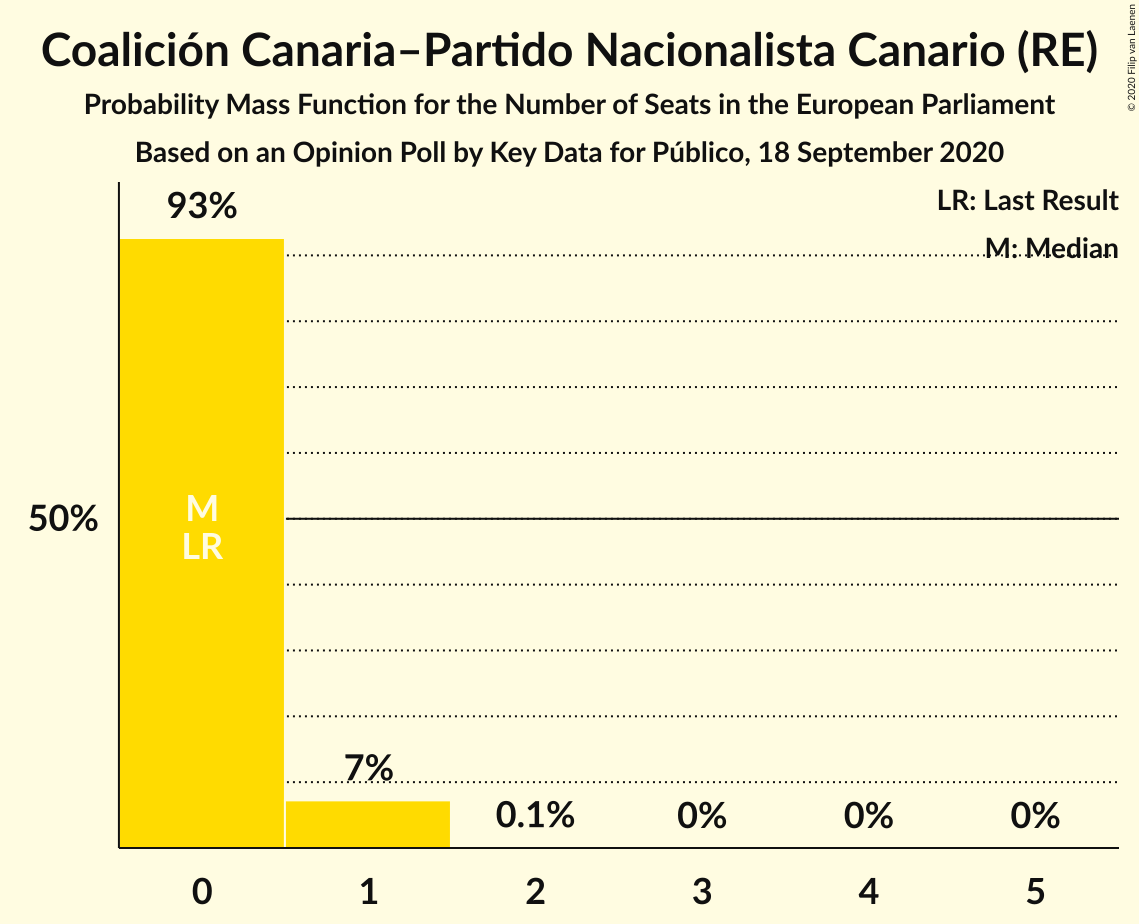 Coalición Canaria–Partido Nacionalista Canario (RE)
Probability Mass Function for the Number of Seats in the European Parliament
Based on an Opinion Poll by Key Data for Público, 18 September 2020
© 2020 Filip van Laenen
LR: Last Result
M: Median
93%
50%
M
LR
7%
0.1%
0%
0%
0%
0
1
2
3
4
5